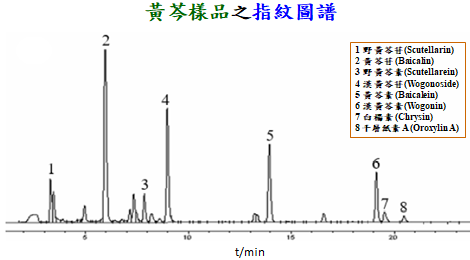 黃芩樣品之指紋圖譜
1 野黃芩苷(Scutellarin)
2 黃芩苷(Baicalin)
3 野黃芩素(Scutellarein)
4 漢黃芩苷(Wogonoside)
5 黃芩素(Baicalein)
6 漢黃芩素(Wogonin)
7 白楊素(Chrysin)
8 千層紙素A(OroxylinA)
2
4
5
1
3
6
7
8
5
10
15
20
t/min